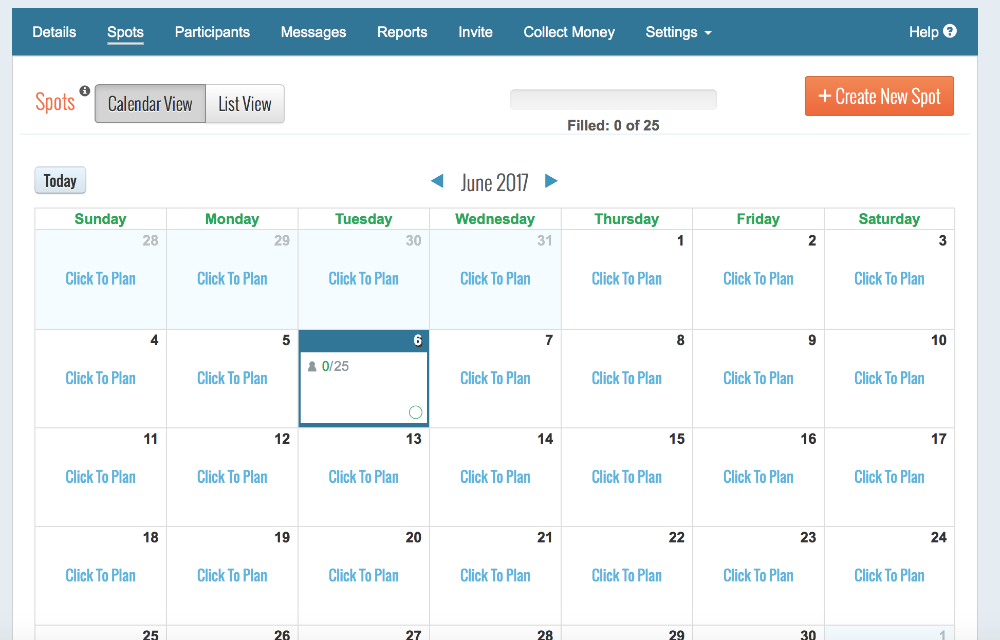 Details Spots Participants Messages Reports Invite Collect Money Settings Help ?
Spots i Calendar View List View + Create New Spot
Filled: 0 of 25
Today June 2017
Sunday Monday Tuesday Wednesday Thursday Friday Saturday
28 29 30 31 1 2 3
Click To Plan Click To Plan Click To Plan Click To Plan Click To Plan Click To Plan Click To Plan
4 5 6 7 8 9 10
0/25
Click To Plan Click To Plan Click To Plan Click To Plan Click To Plan Click To Plan
11 12 13 14 15 16 17
Click To Plan Click To Plan Click To Plan Click To Plan Click To Plan Click To Plan Click To Plan
18 19 20 21 22 23 24
Click To Plan Click To Plan Click To Plan Click To Plan Click To Plan Click To Plan Click To Plan
25 26 27 28 29 30 1